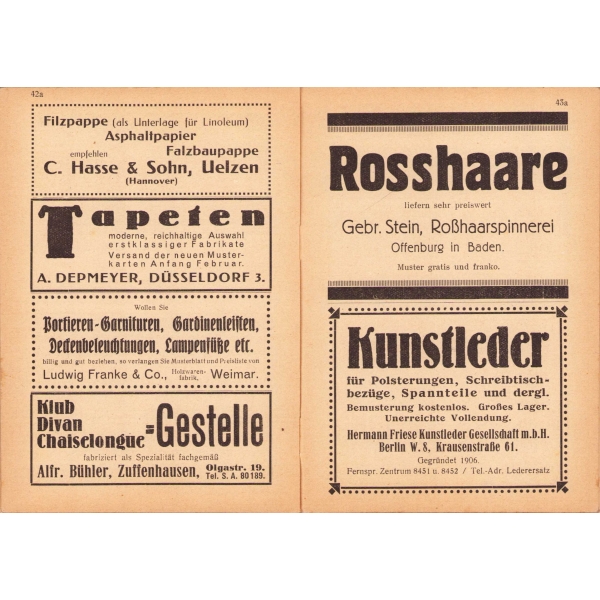 42a
Filzpappe (als Unterlage für Linoleum)
Asphaltpapier
empfehlen Falzbaupappe
C. Hasse & Sohn, Uelzen
(Hannover)
Tapeten
moderne, reichhaltige Auswahl
erstklassiger Fabrikate
Versand der neuen Muster-
karten Anfang Februar.
A. DEPMEYER, DÜSSELDORF 3.
Wollen Sie
Portieren-Garnituren, Gardinenleisten,
Deckenbeleuchtungen, Lampenfüße etc.
billig und gut beziehen, so verlangen Sie Musterblatt und Preisliste von
Ludwig Franke & Co., Holzwaren-fabrik, Weimar.
Klub
Divan
Chaiselongue
=Gestelle
fabriziert als Spezialität fachgemäß
Alfr. Bühler, Zuffenhausen, Olgastr. 19.
Tel. S. A. 80189.
43a
Rosshaare
liefern sehr preiswert
Gebr. Stein, Roßhaarspinnerei
Offenburg in Baden.
Muster gratis und franko.
Kunstleder
für Polsterungen, Schreibtisch-
bezüge, Spannteile und dergl.
Bemusterung kostenlos. Großes Lager.
Unerreichte Vollendung.
Hermann Friese Kunstleder Gesellschaft m.b.H.
Berlin W. 8, Krausenstraße 61.
Gegründet 1906.
Fernspr. Zentrum 8451 u. 8452 / Tel.-Adr. Lederersatz